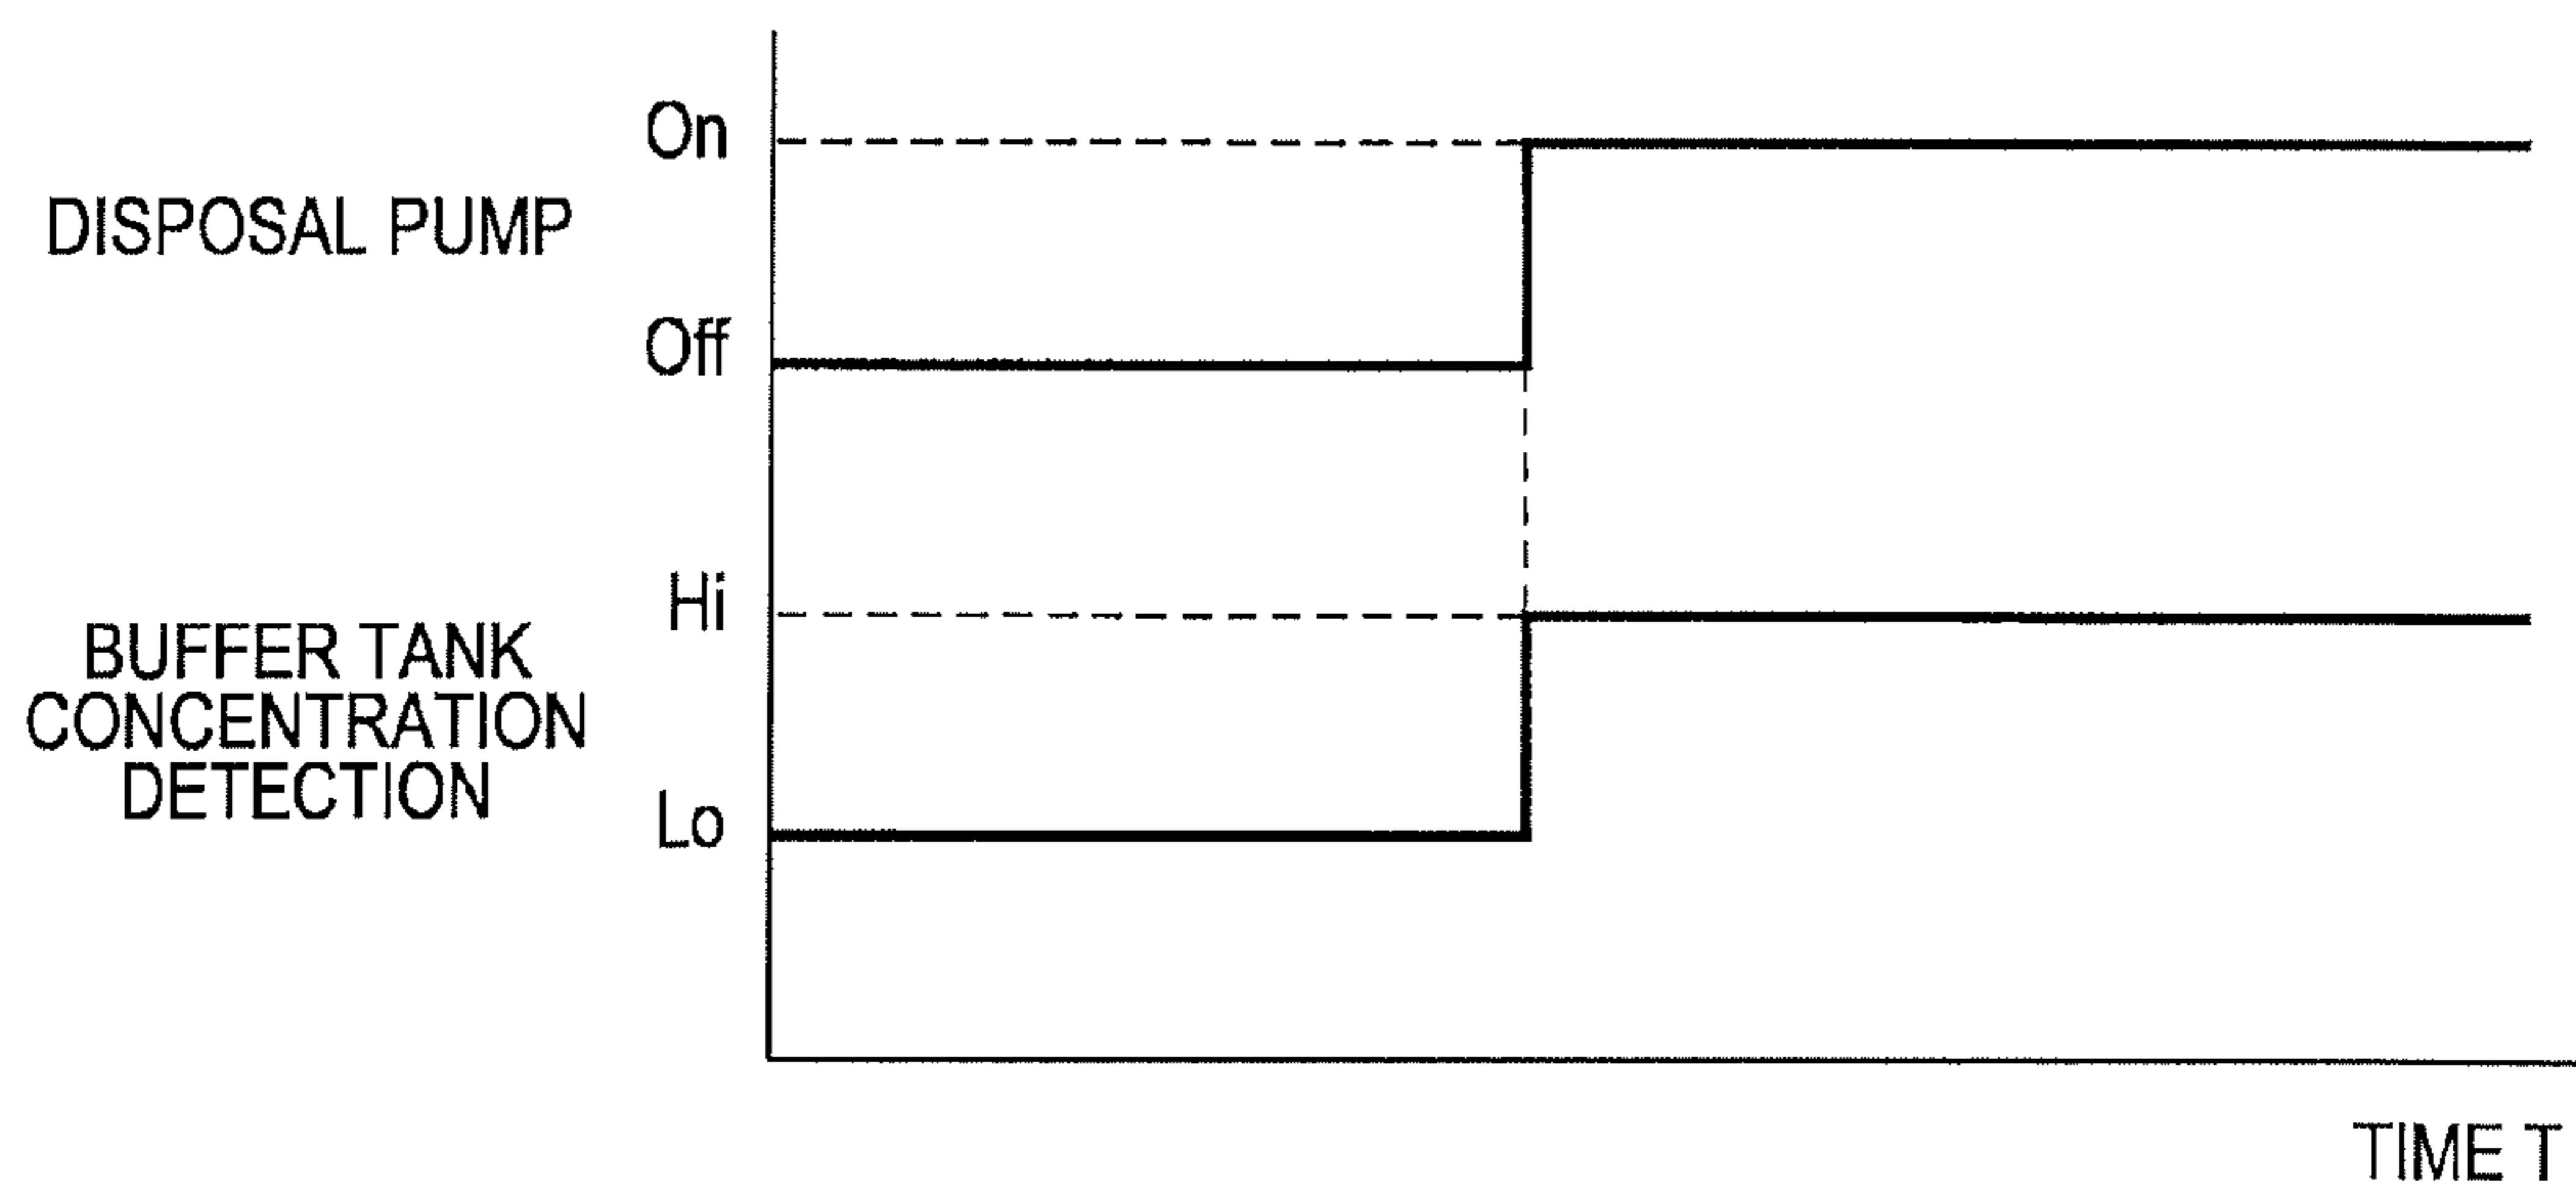 On
DISPOSAL PUMP
Off
Hi
BUFFER TANK
CONCENTRATION
DETECTION
Lo
TIME T